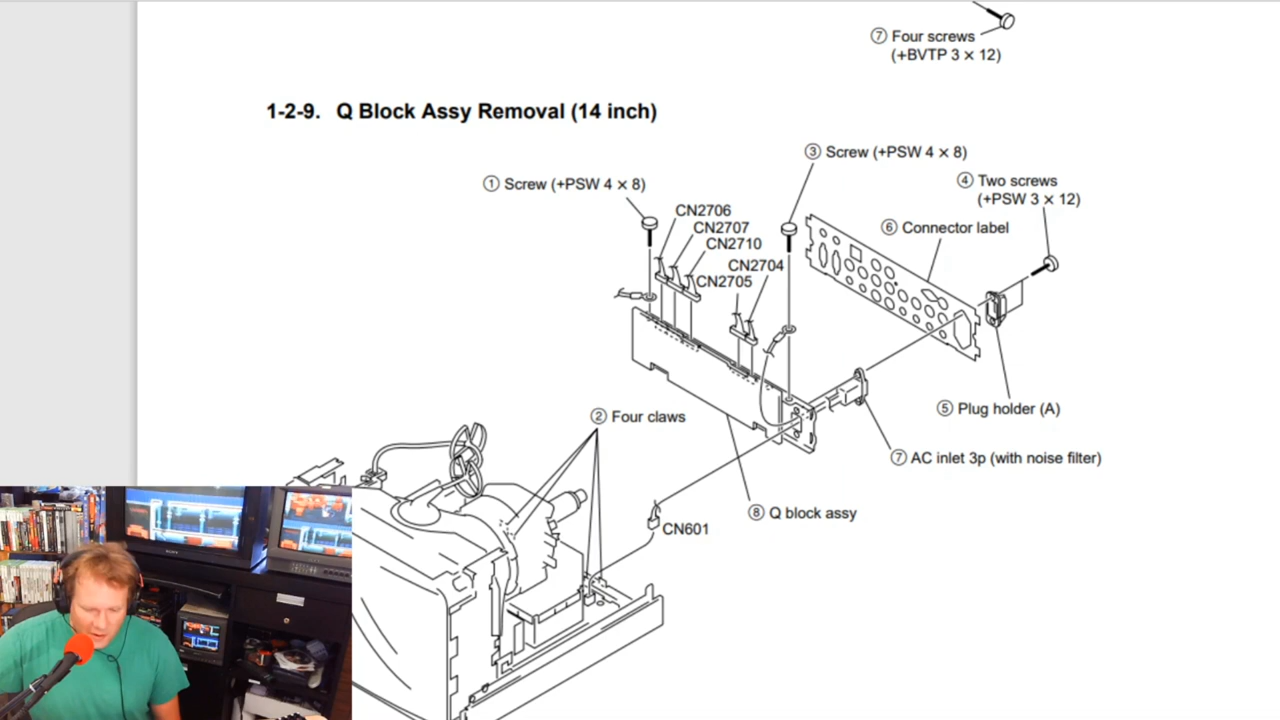 ⑦ Four screws
(+BVTP 3 × 12)
1-2-9. Q Block Assy Removal (14 inch)
③ Screw (+PSW 4 × 8)
① Screw (+PSW 4 × 8)
④ Two screws
(+PSW 3 × 12)
CN2706
CN2707
CN2710
⑥ Connector label
CN2704
CN2705
② Four claws
⑤ Plug holder (A)
⑦ AC inlet 3p (with noise filter)
⑧ Q block assy
CN601
SONY